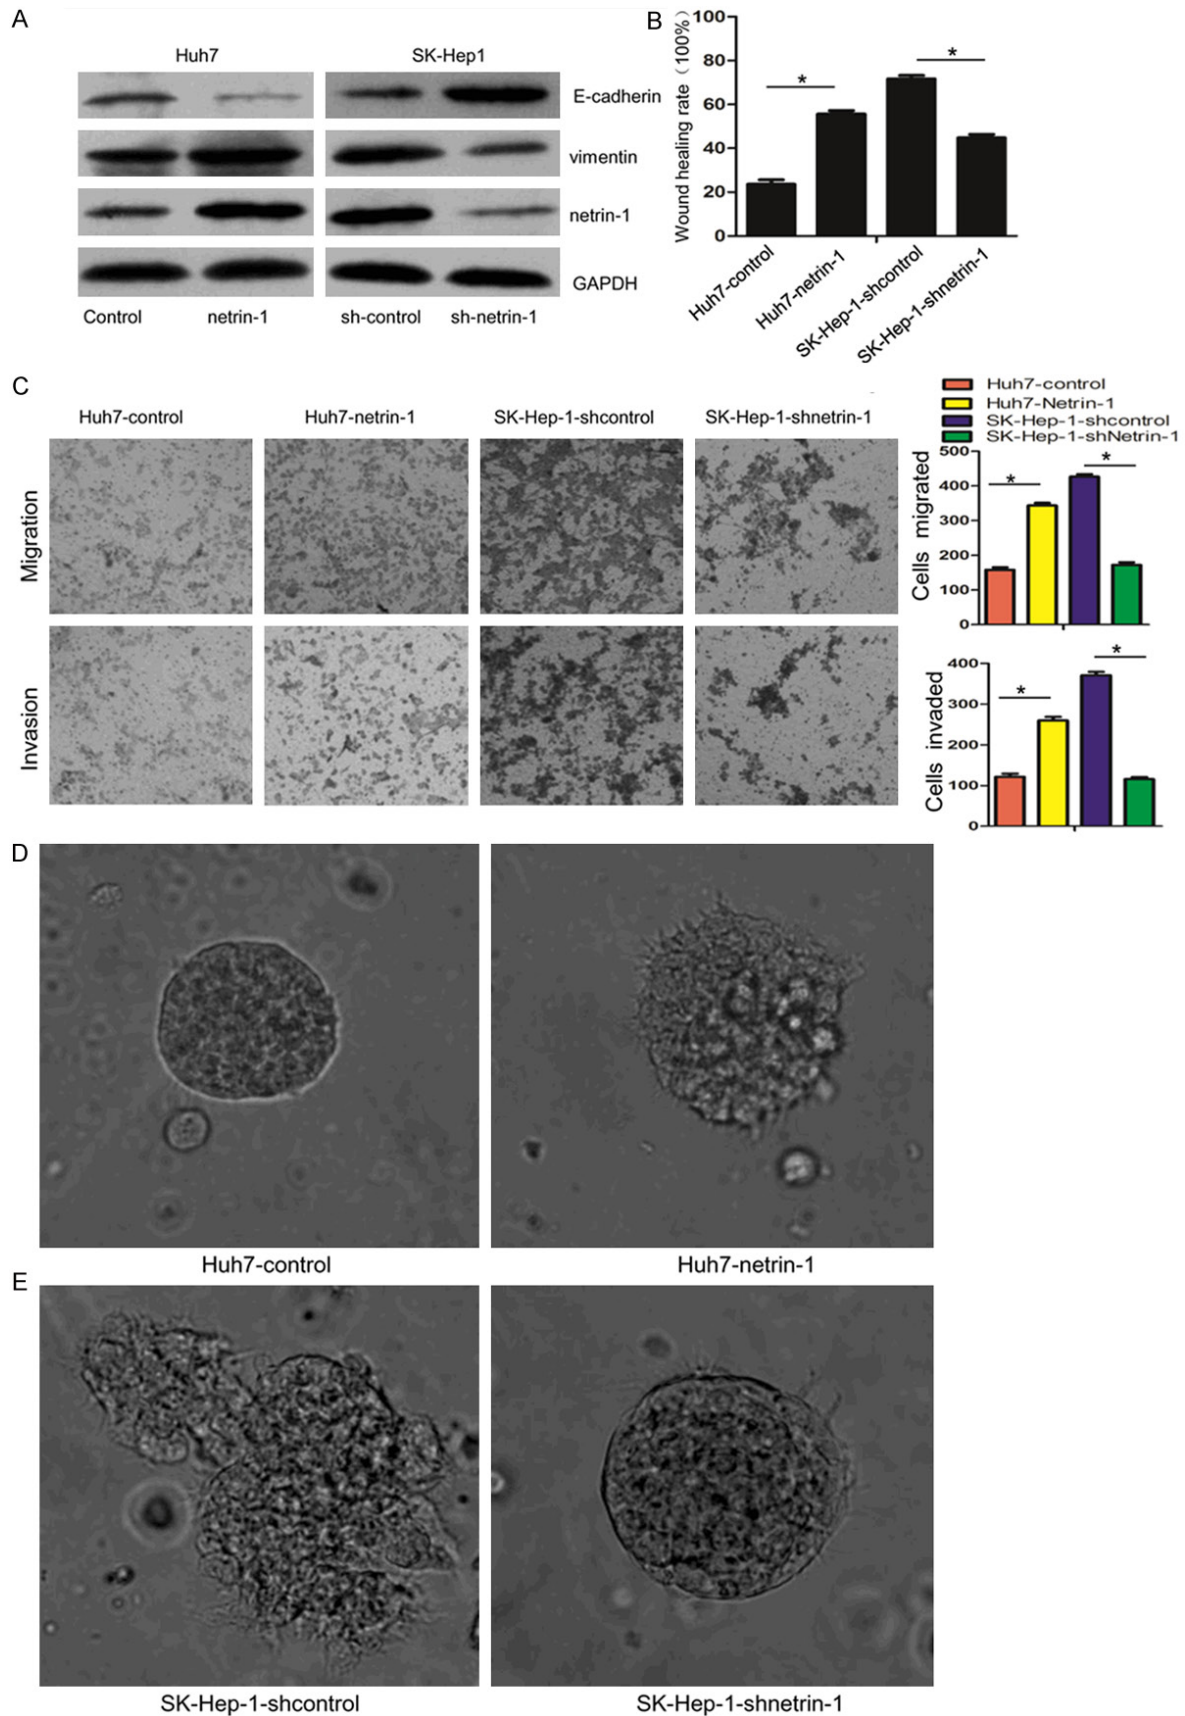 A
Huh7 SK-Hep1
E-cadherin
vimentin
netrin-1
GAPDH
Control netrin-1 sh-control sh-netrin-1
B
Wound healing rate (100%)
100
80
60
40
20
0
*
*
Huh7-control
Huh7-netrin-1
SK-Hep-1-shcontrol
SK-Hep-1-shnetrin-1
C
Huh7-control Huh7-netrin-1 SK-Hep-1-shcontrol SK-Hep-1-shnetrin-1
Migration
Invasion
Huh7-control
Huh7-Netrin-1
SK-Hep-1-shcontrol
SK-Hep-1-shNetrin-1
Cells migrated
500
400
300
200
100
0
*
*
Cells invaded
400
300
200
100
0
*
*
D
Huh7-control Huh7-netrin-1
E
SK-Hep-1-shcontrol SK-Hep-1-shnetrin-1